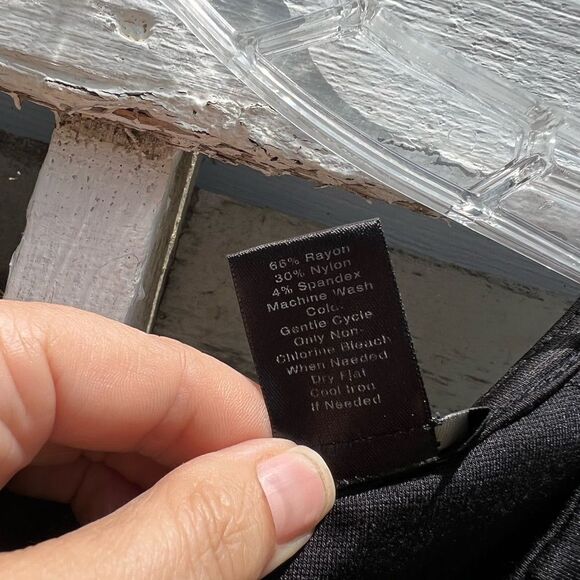 66% Rayon
30% Nylon
4% Spandex
Machine Wash
Cold
Gentle Cycle
Only Non-
Chlorine Bleach
When Needed
Dry Flat
Cool Iron
If Needed